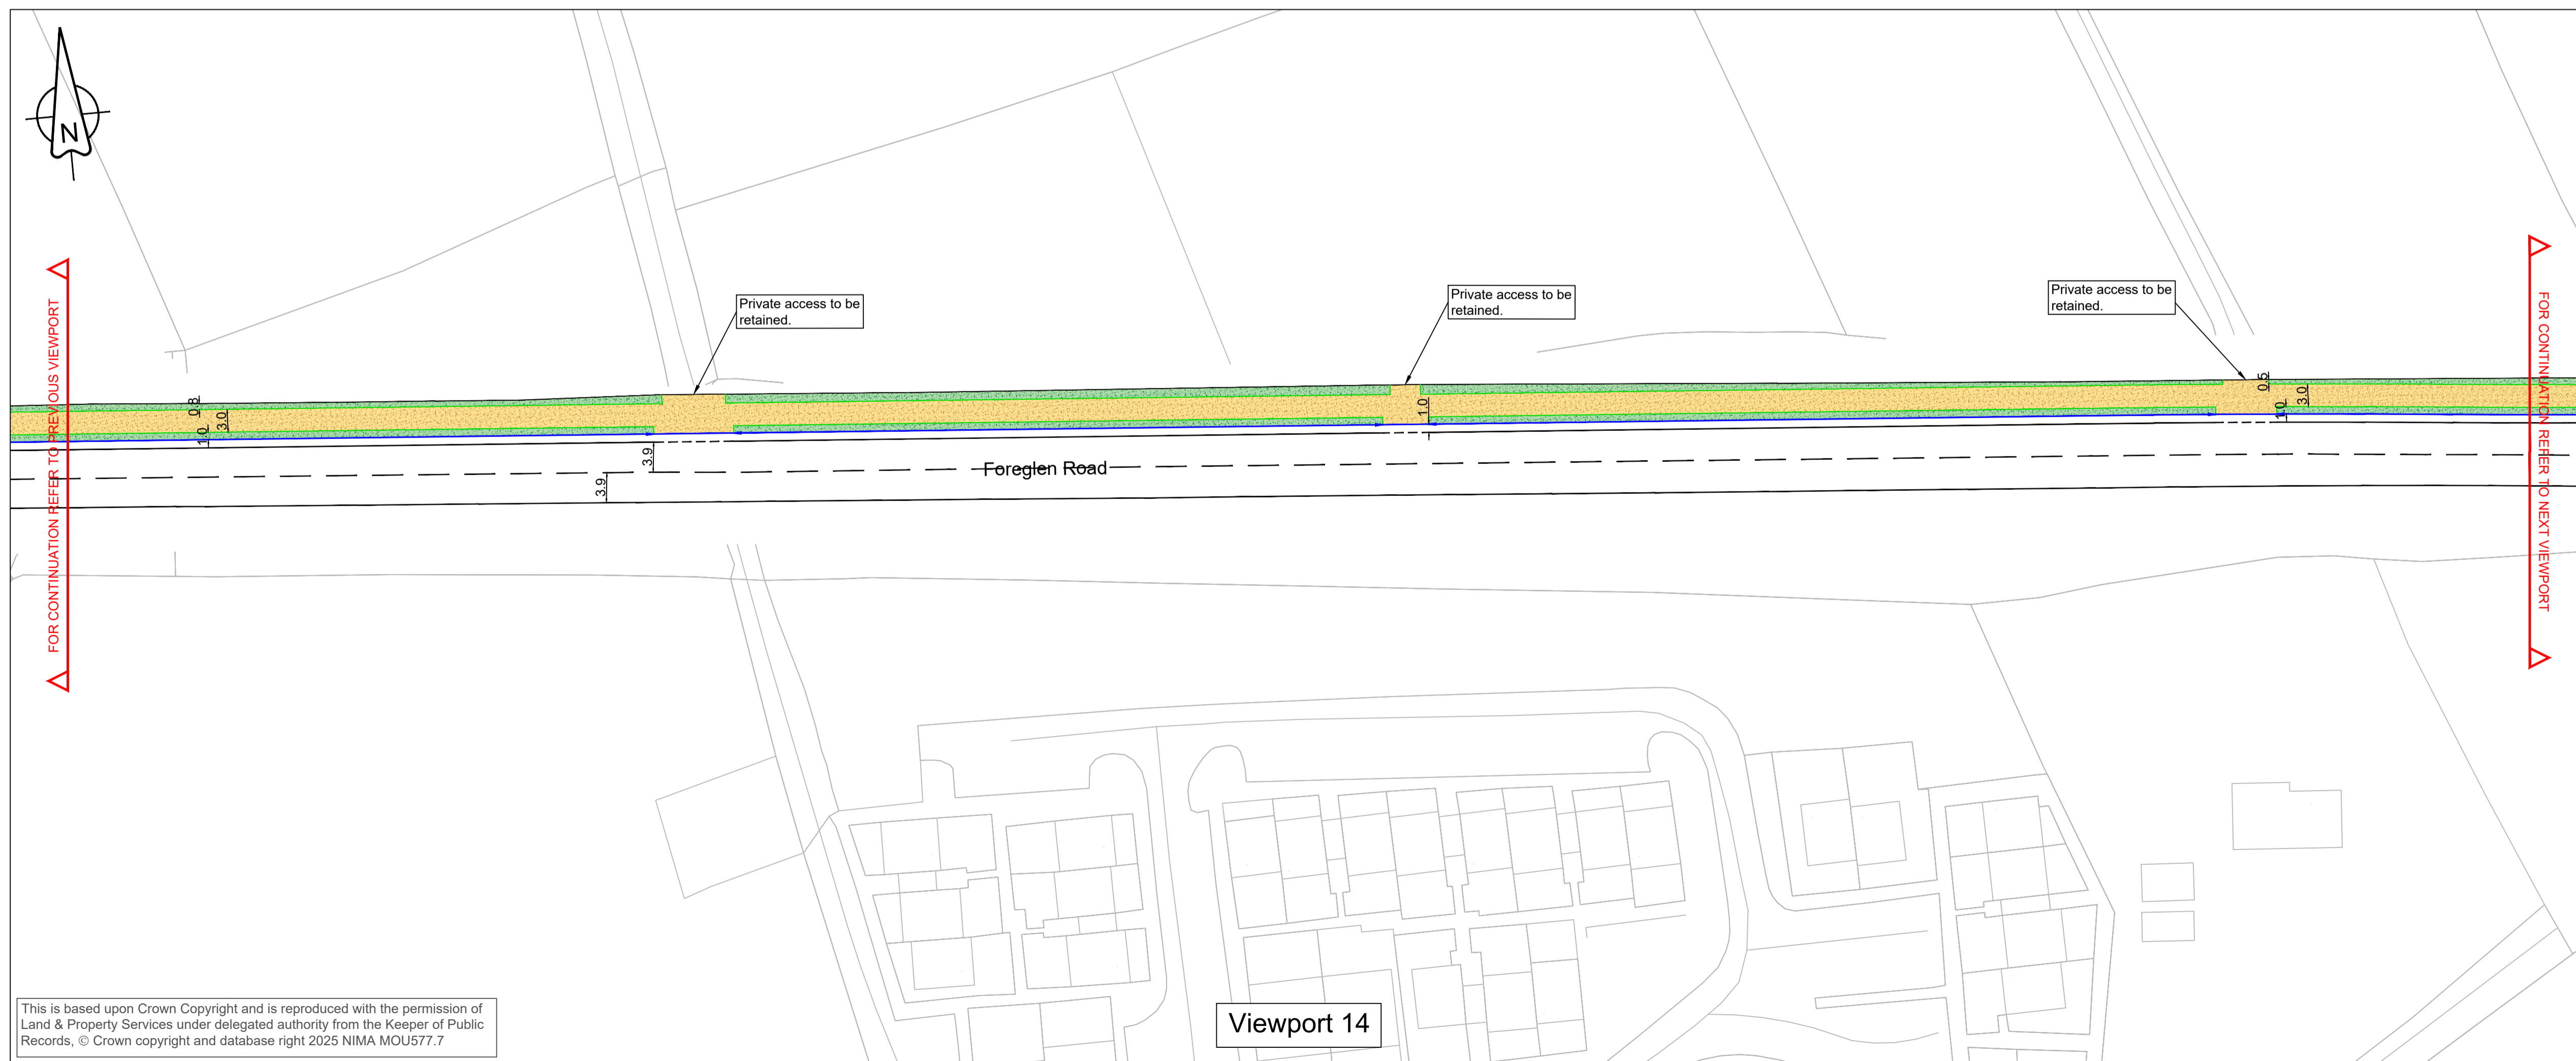 N
Private access to be
retained.
Private access to be
retained.
Private access to be
retained.
FOR CONTINUATION REFER TO PREVIOUS VIEWPORT
FOR CONTINUATION REFER TO NEXT VIEWPORT
0.8
3.0
1.0
3.9
3.9
1.0
0.5
3.0
1.0
Foreglen Road
Viewport 14
This is based upon Crown Copyright and is reproduced with the permission of
Land & Property Services under delegated authority from the Keeper of Public
Records, © Crown copyright and database right 2025 NIMA MOU577.7